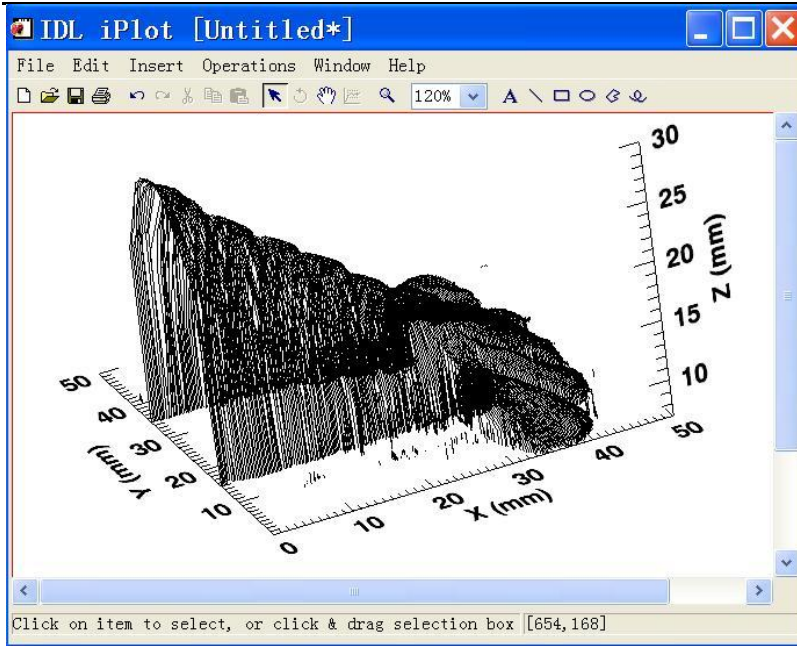 IDL iPlot [Untitled*]
File Edit Insert Operations Window Help
120%
A
30
25
20
15
10
Z (mm)
50
40
30
20
10
Y (mm)
0
10
20
30
40
50
X (mm)
Click on item to select, or click & drag selection box [654,168]